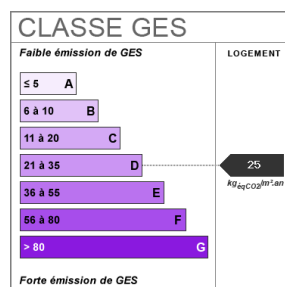 CLASSE GES
Faible émission de GES
LOGEMENT
≤ 5 A
6 à 10 B
11 à 20 C
21 à 35 D
25
kgéqCO2/m².an
36 à 55 E
56 à 80 F
> 80 G
Forte émission de GES